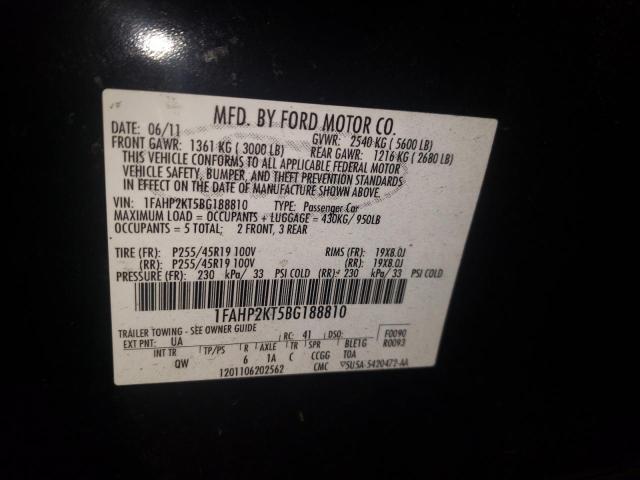 MFD. BY FORD MOTOR CO.
DATE: 06/11 GVWR: 2540 KG ( 5600 LB)
FRONT GAWR: 1361 KG ( 3000 LB) REAR GAWR: 1216 KG ( 2680 LB)
THIS VEHICLE CONFORMS TO ALL APPLICABLE FEDERAL MOTOR
VEHICLE SAFETY, BUMPER, AND THEFT PREVENTION STANDARDS
IN EFFECT ON THE DATE OF MANUFACTURE SHOWN ABOVE.
VIN: 1FAHP2KT5BG188810 TYPE: Passenger Car
MAXIMUM LOAD = OCCUPANTS + LUGGAGE = 430KG/ 950LB
OCCUPANTS = 5 TOTAL; 2 FRONT, 3 REAR
TIRE (FR): P255/45R19 100V RIMS (FR): 19X8.0J
(RR): P255/45R19 100V (RR): 19X8.0J
PRESSURE (FR): 230 kPa/ 33 PSI COLD (RR): 230 kPa/ 33 PSI COLD
1FAHP2KT5BG188810
TRAILER TOWING - SEE OWNER GUIDE
EXT PNT: UA RC: 41 DSO: F0090
R0093
INT TR TP/PS R AXLE TR SPR BLE1G
QW 6 1A C CCGG TOA
1201106202562 CMC ▽SU5A 5420472-AA